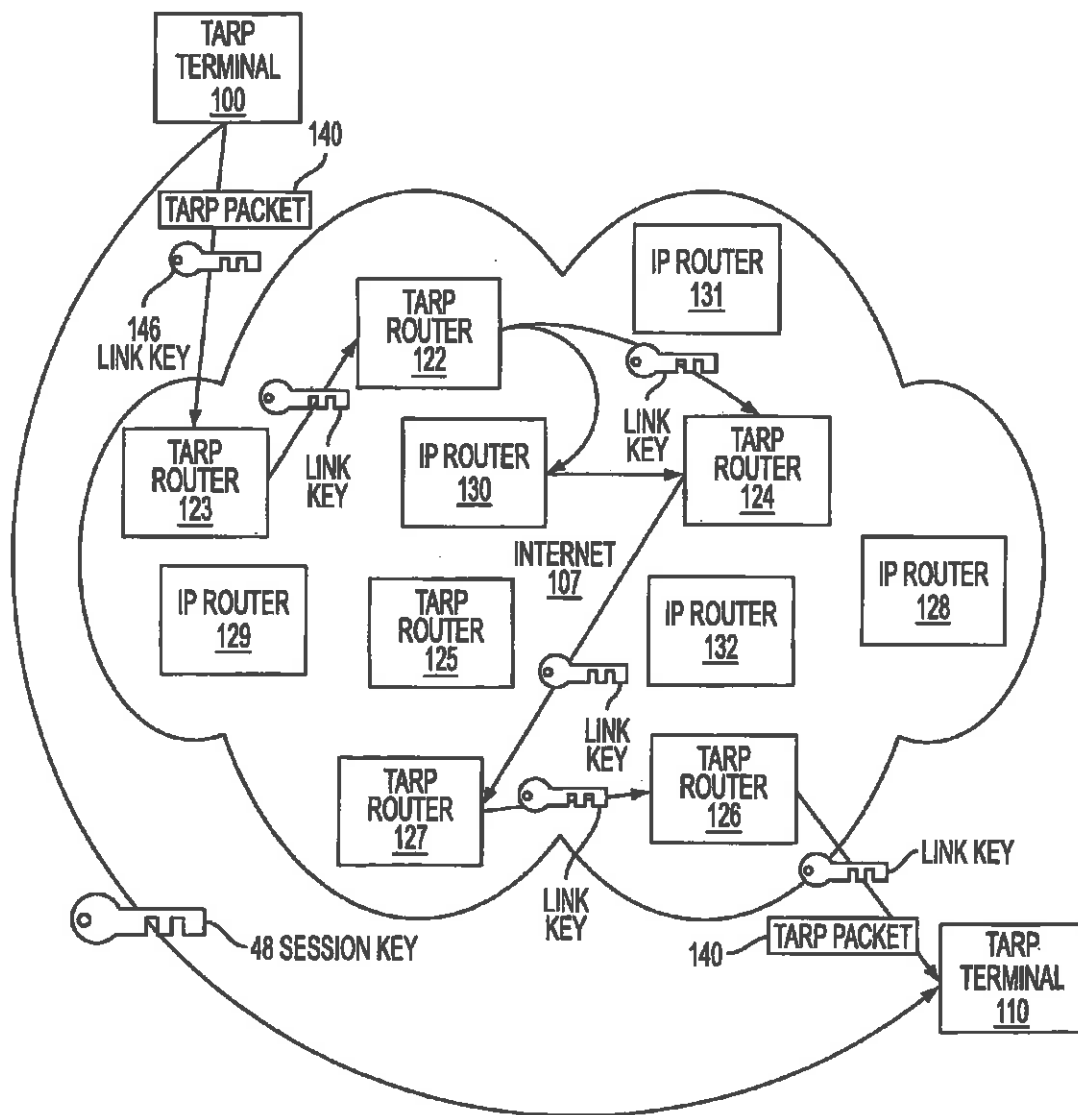 TARP
TERMINAL
100
140
TARP PACKET
146
LINK KEY
IP ROUTER
131
TARP
ROUTER
122
LINK
KEY
LINK
KEY
TARP
ROUTER
123
IP ROUTER
130
TARP
ROUTER
124
INTERNET
107
IP ROUTER
129
TARP
ROUTER
125
IP ROUTER
132
IP ROUTER
128
LINK
KEY
TARP
ROUTER
127
TARP
ROUTER
126
LINK
KEY
LINK KEY
48 SESSION KEY
140
TARP PACKET
TARP
TERMINAL
110